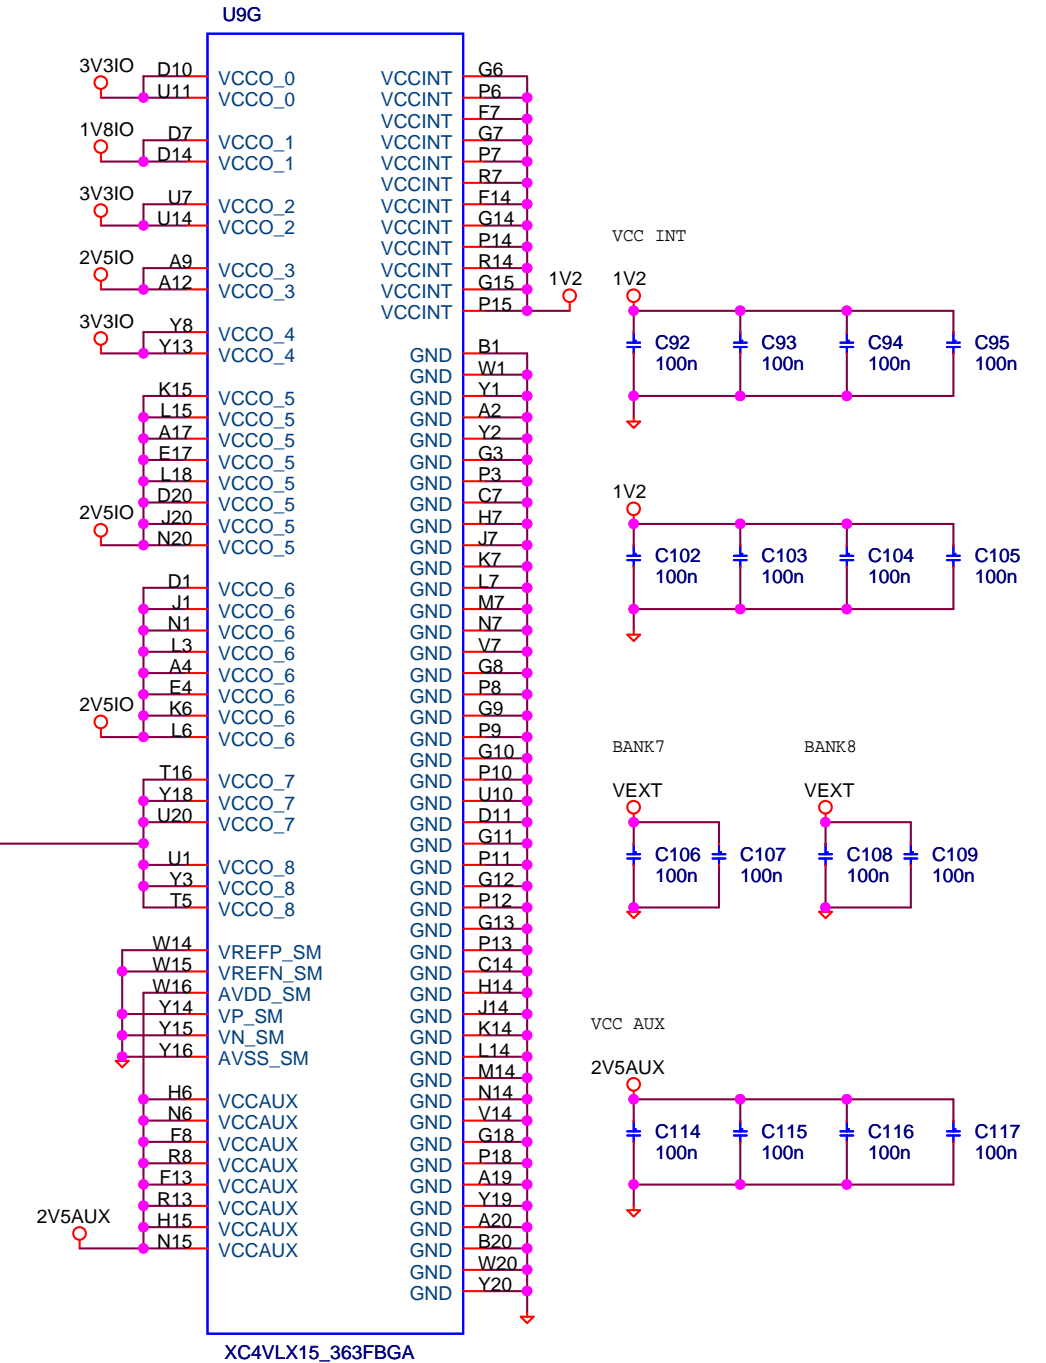 U9G
3V3IO
D10 VCCO_0
U11 VCCO_0
1V8IO
D7 VCCO_1
D14 VCCO_1
3V3IO
U7 VCCO_2
U14 VCCO_2
2V5IO
A9 VCCO_3
A12 VCCO_3
3V3IO
Y8 VCCO_4
Y13 VCCO_4
K15 VCCO_5
L15 VCCO_5
A17 VCCO_5
E17 VCCO_5
L18 VCCO_5
D20 VCCO_5
J20 VCCO_5
2V5IO
N20 VCCO_5
D1 VCCO_6
J1 VCCO_6
N1 VCCO_6
L3 VCCO_6
A4 VCCO_6
E4 VCCO_6
K6 VCCO_6
2V5IO
L6 VCCO_6
T16 VCCO_7
Y18 VCCO_7
U20 VCCO_7
U1 VCCO_8
Y3 VCCO_8
T5 VCCO_8
W14 VREFP_SM
W15 VREFN_SM
W16 AVDD_SM
Y14 VP_SM
Y15 VN_SM
Y16 AVSS_SM
H6 VCCAUX
N6 VCCAUX
F8 VCCAUX
R8 VCCAUX
F13 VCCAUX
R13 VCCAUX
H15 VCCAUX
2V5AUX
N15 VCCAUX
VCCINT G6
VCCINT P6
VCCINT F7
VCCINT G7
VCCINT P7
VCCINT R7
VCCINT F14
VCCINT G14
VCCINT P14
VCCINT R14
VCCINT G15
VCCINT P15
1V2
GND B1
GND W1
GND Y1
GND A2
GND Y2
GND G3
GND P3
GND C7
GND H7
GND J7
GND K7
GND L7
GND M7
GND N7
GND V7
GND G8
GND P8
GND G9
GND P9
GND G10
GND P10
GND U10
GND D11
GND G11
GND P11
GND G12
GND P12
GND G13
GND P13
GND C14
GND H14
GND J14
GND K14
GND L14
GND M14
GND N14
GND V14
GND G18
GND P18
GND A19
GND Y19
GND A20
GND B20
GND W20
GND Y20
XC4VLX15_363FBGA
VCC INT
1V2
C92 C93 C94 C95
100n 100n 100n 100n
1V2
C102 C103 C104 C105
100n 100n 100n 100n
BANK7 BANK8
VEXT VEXT
C106 C107 C108 C109
100n 100n 100n 100n
VCC AUX
2V5AUX
C114 C115 C116 C117
100n 100n 100n 100n